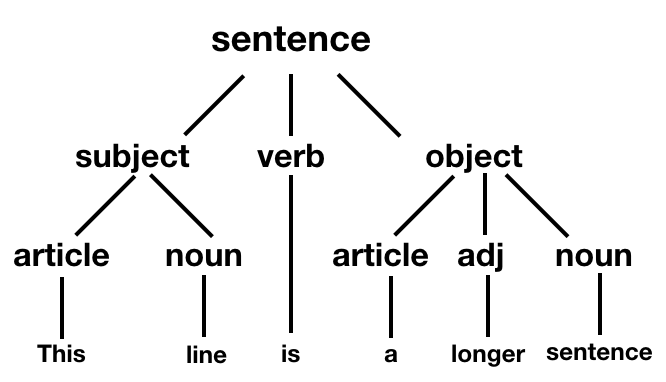 sentence
subject verb object
article noun article adj noun
This line is a longer sentence